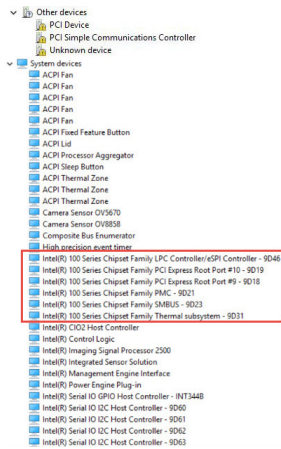 Other devices
PCI Device
PCI Simple Communications Controller
Unknown device
System devices
ACPI Fan
ACPI Fan
ACPI Fan
ACPI Fan
ACPI Fan
ACPI Fixed Feature Button
ACPI Lid
ACPI Processor Aggregator
ACPI Sleep Button
ACPI Thermal Zone
ACPI Thermal Zone
ACPI Thermal Zone
Camera Sensor OV5670
Camera Sensor OV8858
Composite Bus Enumerator
High precision event timer
Intel(R) 100 Series Chipset Family LPC Controller/eSPI Controller - 9D46
Intel(R) 100 Series Chipset Family PCI Express Root Port #10 - 9D19
Intel(R) 100 Series Chipset Family PCI Express Root Port #9 - 9D18
Intel(R) 100 Series Chipset Family PMC - 9D21
Intel(R) 100 Series Chipset Family SMBUS - 9D23
Intel(R) 100 Series Chipset Family Thermal subsystem - 9D31
Intel(R) CIO2 Host Controller
Intel(R) Control Logic
Intel(R) Imaging Signal Processor 2500
Intel(R) Integrated Sensor Solution
Intel(R) Management Engine Interface
Intel(R) Power Engine Plug-in
Intel(R) Serial IO GPIO Host Controller - INT344B
Intel(R) Serial IO I2C Host Controller - 9D60
Intel(R) Serial IO I2C Host Controller - 9D61
Intel(R) Serial IO I2C Host Controller - 9D62
Intel(R) Serial IO I2C Host Controller - 9D63